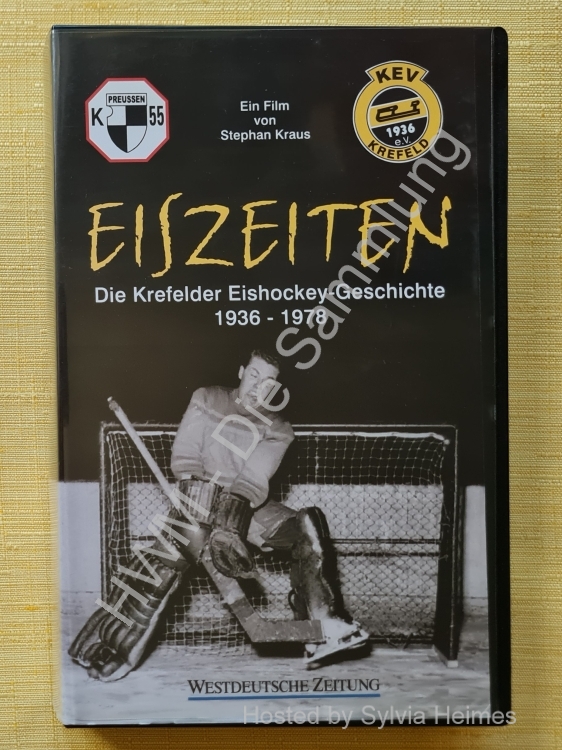 PREUSSEN
K 55
Ein Film
von
Stephan Kraus
KEV
1936
e.V.
KREFELD
EISZEITEN
Die Krefelder Eishockey-Geschichte
1936 - 1978
HWM - Die Sammlung
WESTDEUTSCHE ZEITUNG
Hosted by Sylvia Heimes